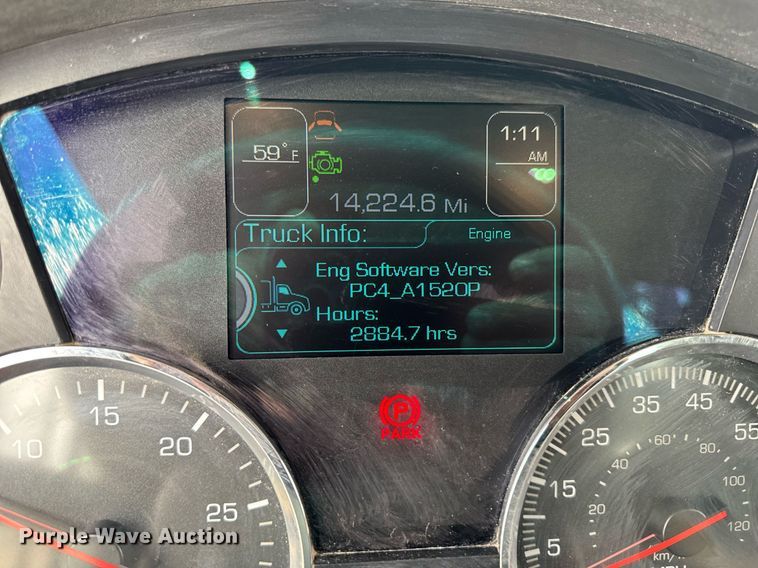 59° F
1:11
AM
14,224.6 Mi
Truck Info:
Engine
Eng Software Vers:
PC4_A1520P
Hours:
2884.7 hrs
P
PARK
10
15
20
25
5
15
25
35
45
55
20
40
60
80
100
120
km/h
MPH
Purple Wave Auction